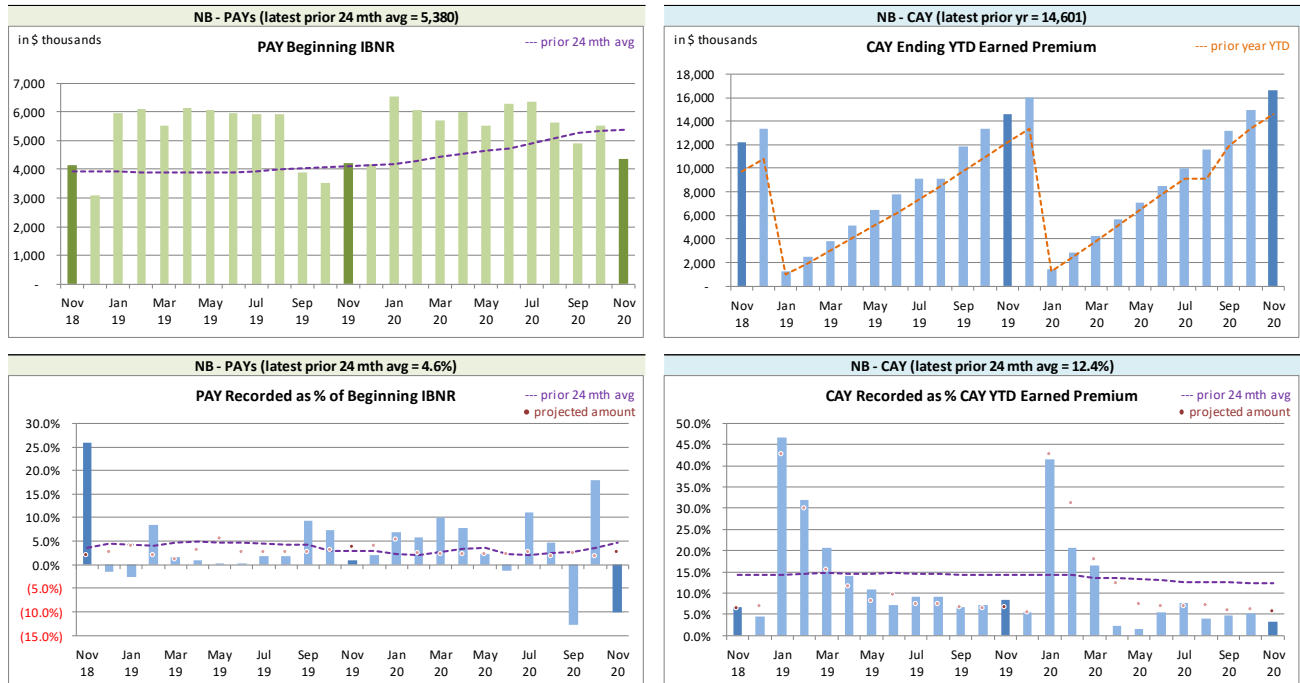 NB - PAYs (latest prior 24 mth avg = 5,380)
in $ thousands
PAY Beginning IBNR
--- prior 24 mth avg
7,000
6,000
5,000
4,000
3,000
2,000
1,000
-
Nov 18 Jan 19 Mar 19 May 19 Jul 19 Sep 19 Nov 19 Jan 20 Mar 20 May 20 Jul 20 Sep 20 Nov 20
NB - CAY (latest prior yr = 14,601)
in $ thousands
CAY Ending YTD Earned Premium
--- prior year YTD
18,000
16,000
14,000
12,000
10,000
8,000
6,000
4,000
2,000
-
Nov 18 Jan 19 Mar 19 May 19 Jul 19 Sep 19 Nov 19 Jan 20 Mar 20 May 20 Jul 20 Sep 20 Nov 20
NB - PAYs (latest prior 24 mth avg = 4.6%)
PAY Recorded as % of Beginning IBNR
--- prior 24 mth avg
• projected amount
30.0%
25.0%
20.0%
15.0%
10.0%
5.0%
0.0%
(5.0%)
(10.0%)
(15.0%)
Nov 18 Jan 19 Mar 19 May 19 Jul 19 Sep 19 Nov 19 Jan 20 Mar 20 May 20 Jul 20 Sep 20 Nov 20
NB - CAY (latest prior 24 mth avg = 12.4%)
CAY Recorded as % CAY YTD Earned Premium
--- prior 24 mth avg
• projected amount
50.0%
45.0%
40.0%
35.0%
30.0%
25.0%
20.0%
15.0%
10.0%
5.0%
0.0%
Nov 18 Jan 19 Mar 19 May 19 Jul 19 Sep 19 Nov 19 Jan 20 Mar 20 May 20 Jul 20 Sep 20 Nov 20